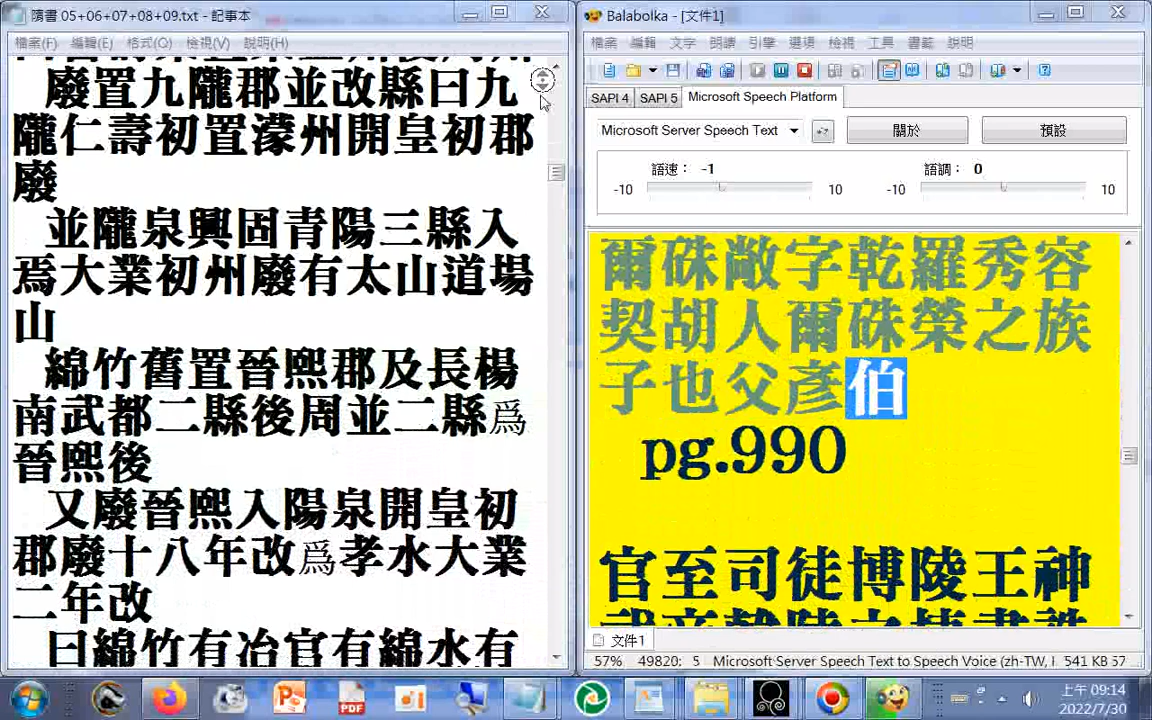 隋書 05+06+07+08+09.txt - 記事本
檔案(F) 編輯(E) 格式(O) 檢視(V) 說明(H)
廢置九隴郡並改縣曰九
隴仁壽初置濛州開皇初郡
廢
並隴泉興固青陽三縣入
焉大業初州廢有太山道場
山
綿竹舊置晉熙郡及長楊
南武都二縣後周並二縣爲
晉熙後
又廢晉熙入陽泉開皇初
郡廢十八年改爲孝水大業
二年改
曰綿竹有冶官有綿水有
Balabolka - [文件1]
檔案 編輯 文字 朗讀 引擎 選項 檢視 工具 書籤 說明
SAPI 4 SAPI 5 Microsoft Speech Platform
Microsoft Server Speech Text 關於 預設
語速： -1 語調： 0
-10 10 -10 10
爾硃敞字乾羅秀容
契胡人爾硃榮之族
子也父彥伯
pg.990
官至司徒博陵王神
文件1
57% 49820: 5 Microsoft Server Speech Text to Speech Voice (zh-TW, 541 KB 57
PDF
上午 09:14
2022/7/30